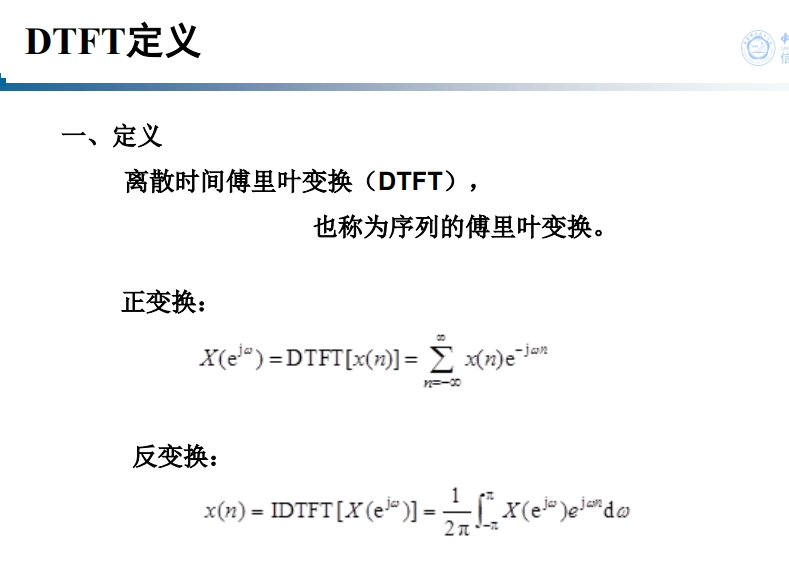 DTFT定义
一、定义
离散时间傅里叶变换（DTFT），
也称为序列的傅里叶变换。
正变换：
X(e^{jω}) = DTFT[x(n)] = ∑_{n=-∞}^{∞} x(n)e^{-jωn}
反变换：
x(n) = IDTFT[X(e^{jω})] = \frac{1}{2π} ∫_{-π}^{π} X(e^{jω})e^{jωn}dω